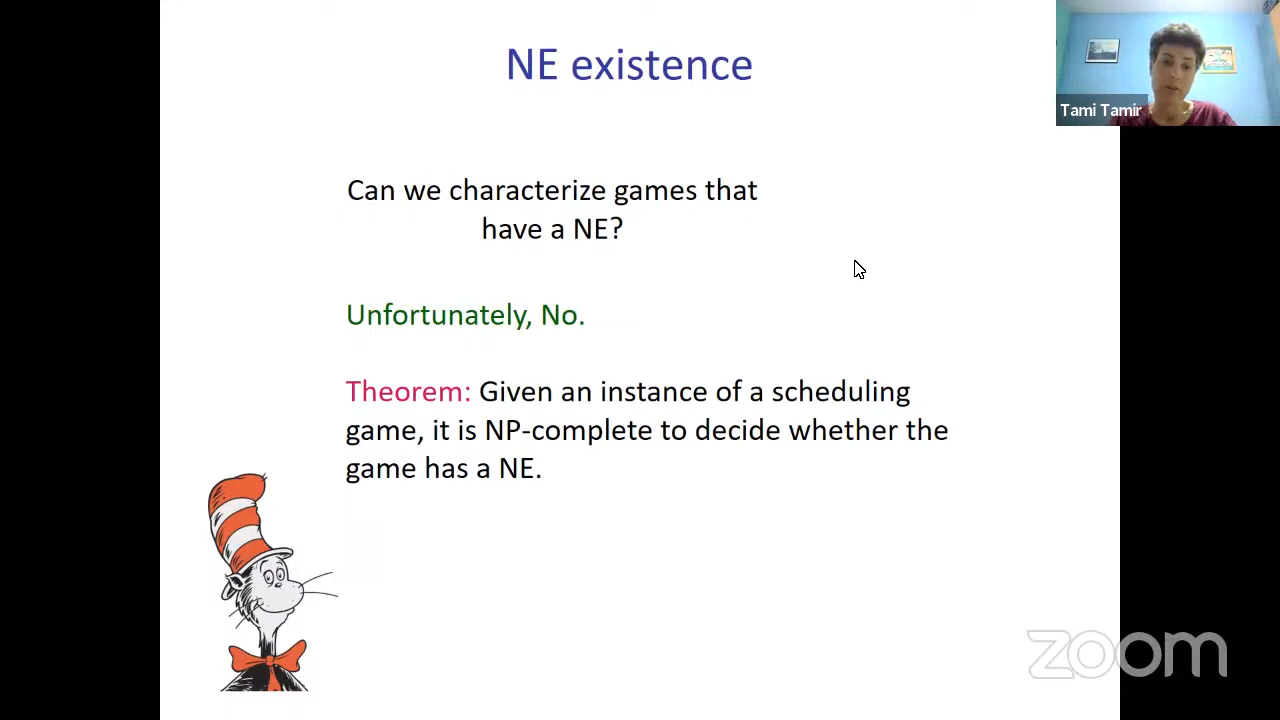 NE existence
Tami Tamir
Can we characterize games that
have a NE?
Unfortunately, No.
Theorem: Given an instance of a scheduling
game, it is NP-complete to decide whether the
game has a NE.
zoom